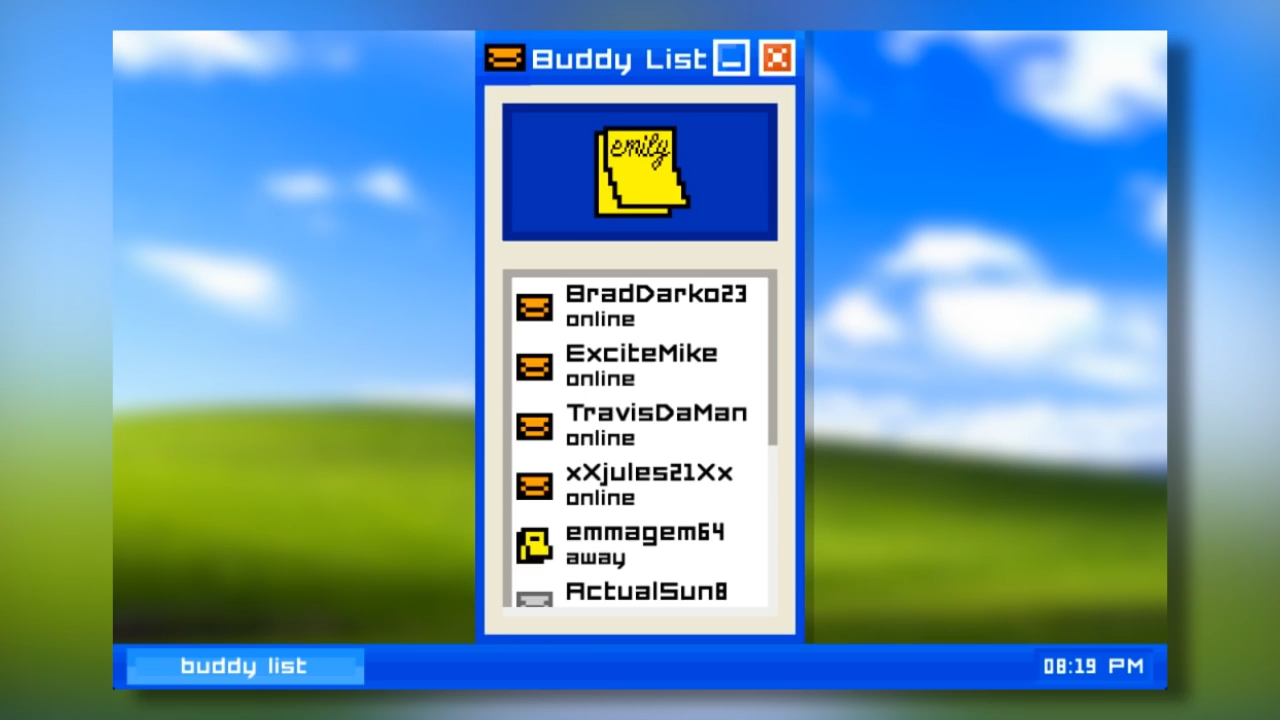 Buddy List
emily
BradDarko23
online
ExciteMike
online
TravisDaMan
online
xXjules21Xx
online
emmagem64
away
ActualSun8
buddy list
08:19 PM